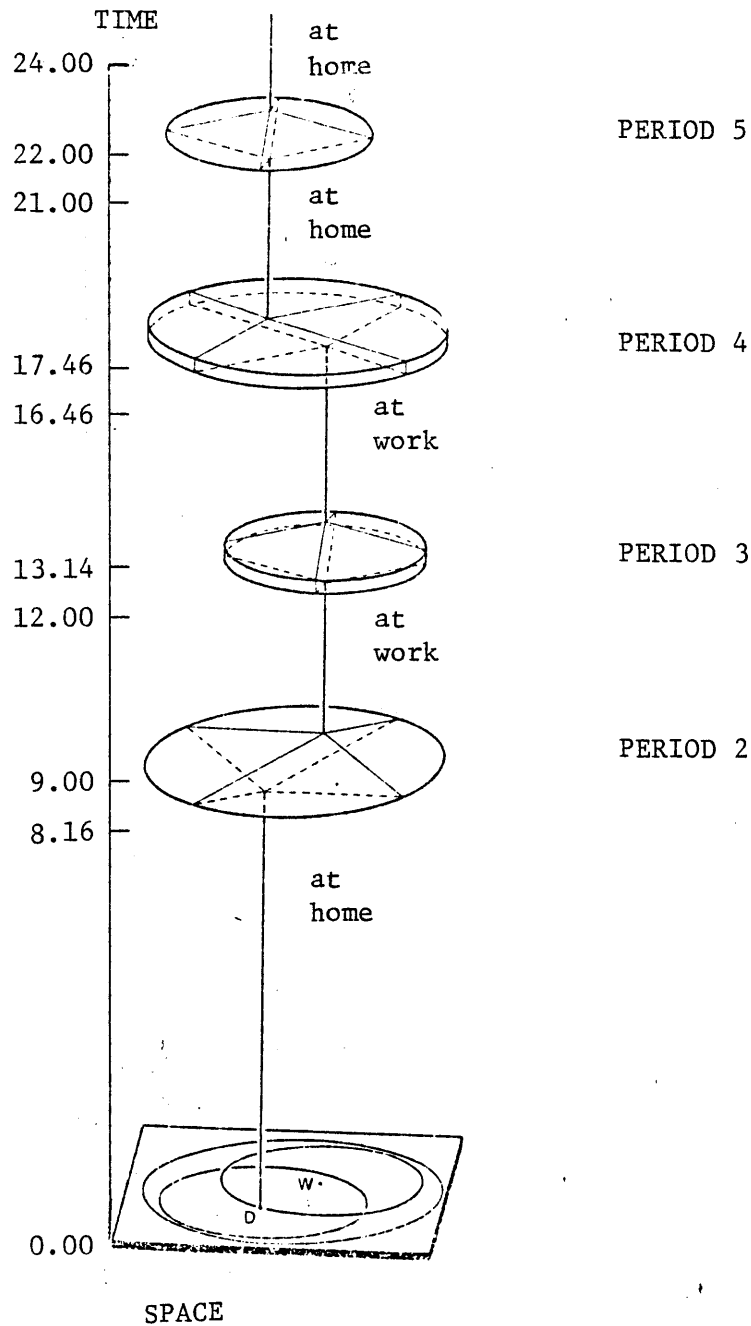 TIME
at
home
24.00
PERIOD 5
22.00
21.00
at
home
PERIOD 4
17.46
16.46
at
work
PERIOD 3
13.14
12.00
at
work
PERIOD 2
9.00
8.16
at
home
W
D
0.00
SPACE